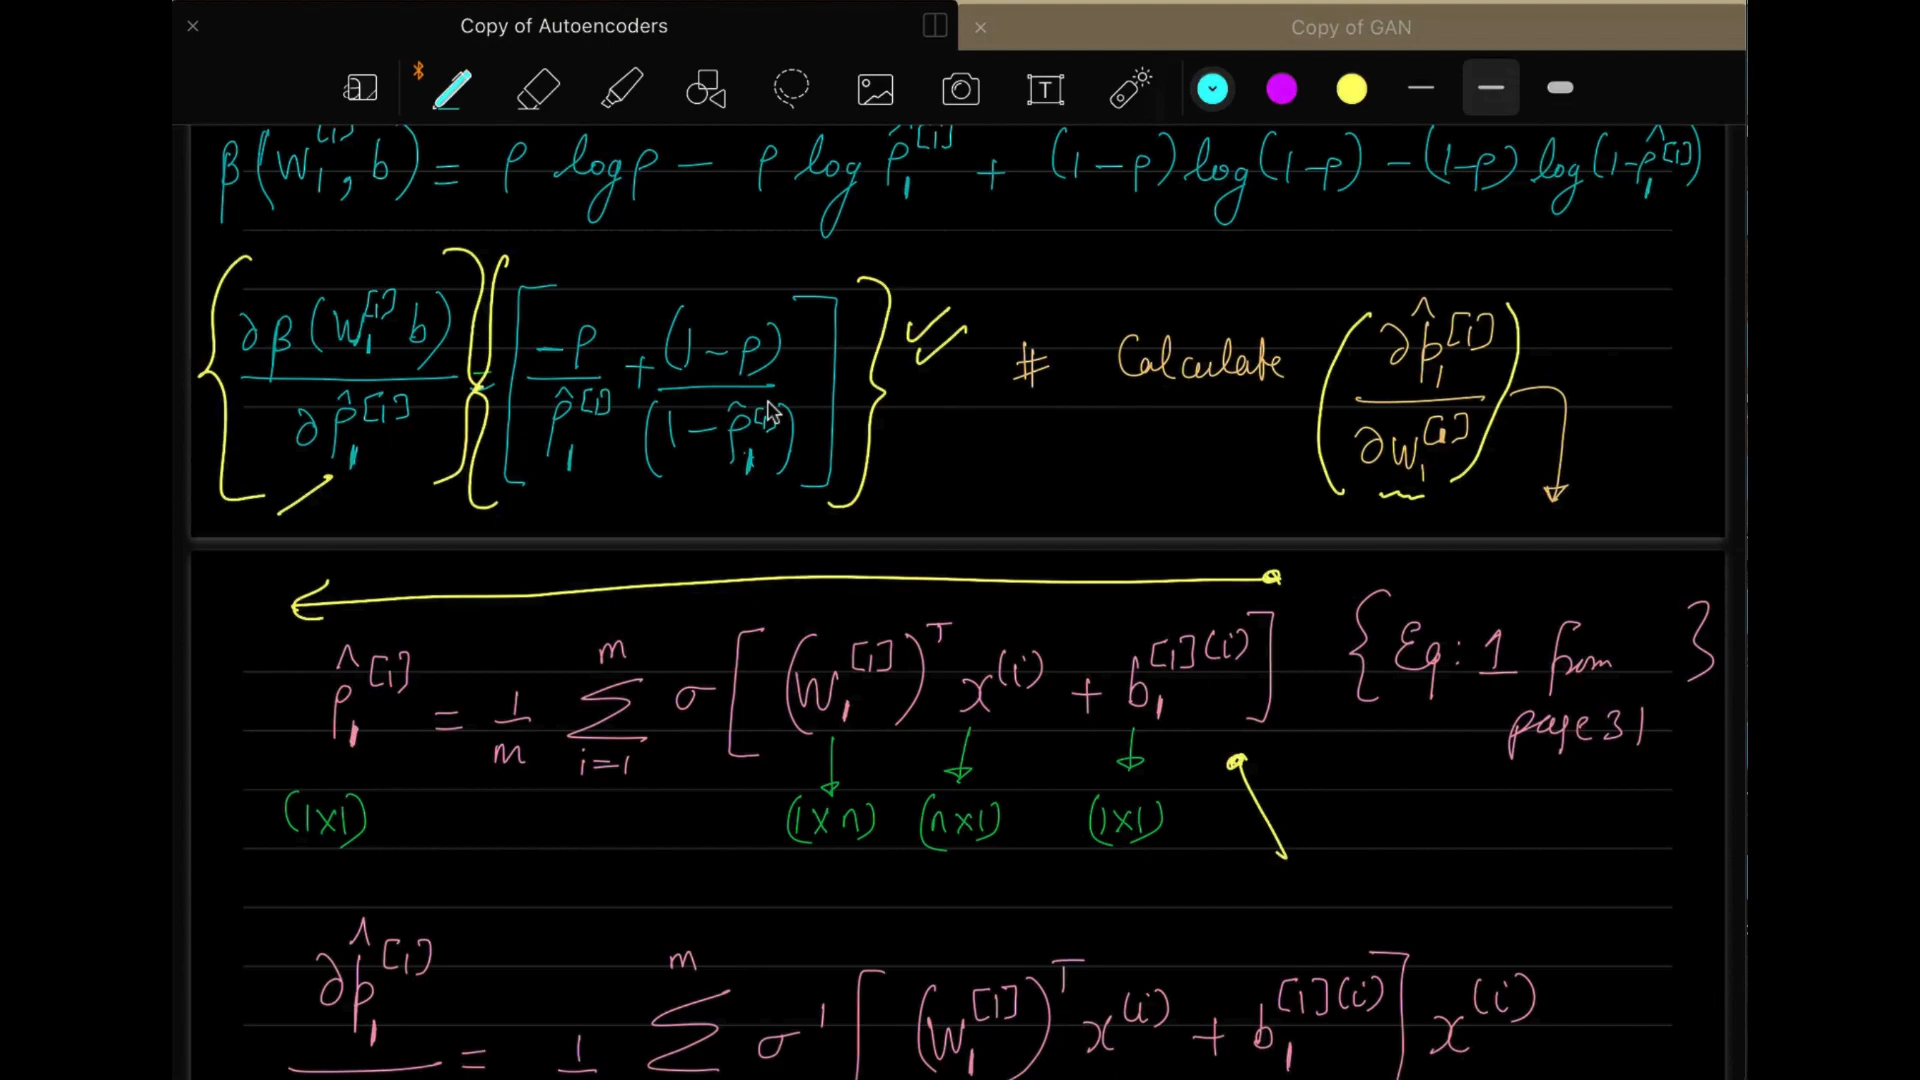 Copy of Autoencoders
Copy of GAN
β(W₁^[1], b) = ρ log ρ − ρ log ρ̂₁^[1] + (1−ρ) log(1−ρ) − (1−ρ) log(1−ρ̂₁^[1])
∂β(W₁^[1] b) / ∂ρ̂₁^[1] = [ −ρ / ρ̂₁^[1] + (1−ρ) / (1−ρ̂₁^[1]) ] # Calculate (∂ρ̂₁^[1] / ∂W₁^[1])
ρ̂₁^[1] = 1/m Σ_{i=1}^{m} σ[(W₁^[1])^T x^(i) + b₁^[1](i)] {Eq: 1 from
page 31}
(1×1) (1×n) (n×1) (1×1)
∂ρ̂₁^[1] = 1 Σ^m σ'[(W₁^[1])^T x^(i) + b₁^[1](i)] x^(i)